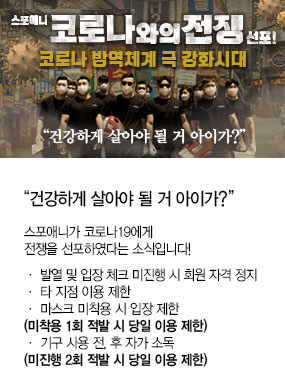 스포애니 코로나와의전쟁 선포!
코로나 방역체계 극 강화시대
“건강하게 살아야 될 거 아이가?”
“건강하게 살아야 될 거 아이가?”
스포애니가 코로나19에게
전쟁을 선포하였다는 소식입니다!
· 발열 및 입장 체크 미진행 시 회원 자격 정지
· 타 지점 이용 제한
· 마스크 미착용 시 입장 제한
(미착용 1회 적발 시 당일 이용 제한)
· 기구 사용 전, 후 자가 소독
(미진행 2회 적발 시 당일 이용 제한)